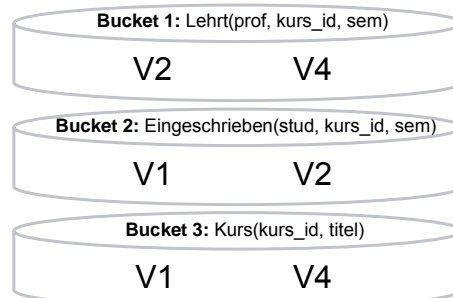 Bucket 1: Lehrt(prof, kurs_id, sem)
V2 V4
Bucket 2: Eingeschrieben(stud, kurs_id, sem)
V1 V2
Bucket 3: Kurs(kurs_id, titel)
V1 V4